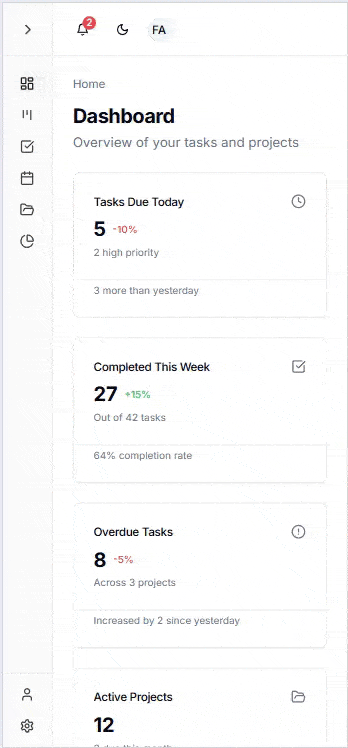 2
FA
Home
Dashboard
Overview of your tasks and projects
Tasks Due Today
5 -10%
2 high priority
3 more than yesterday
Completed This Week
27 +15%
Out of 42 tasks
64% completion rate
Overdue Tasks
8 -5%
Across 3 projects
Increased by 2 since yesterday
Active Projects
12